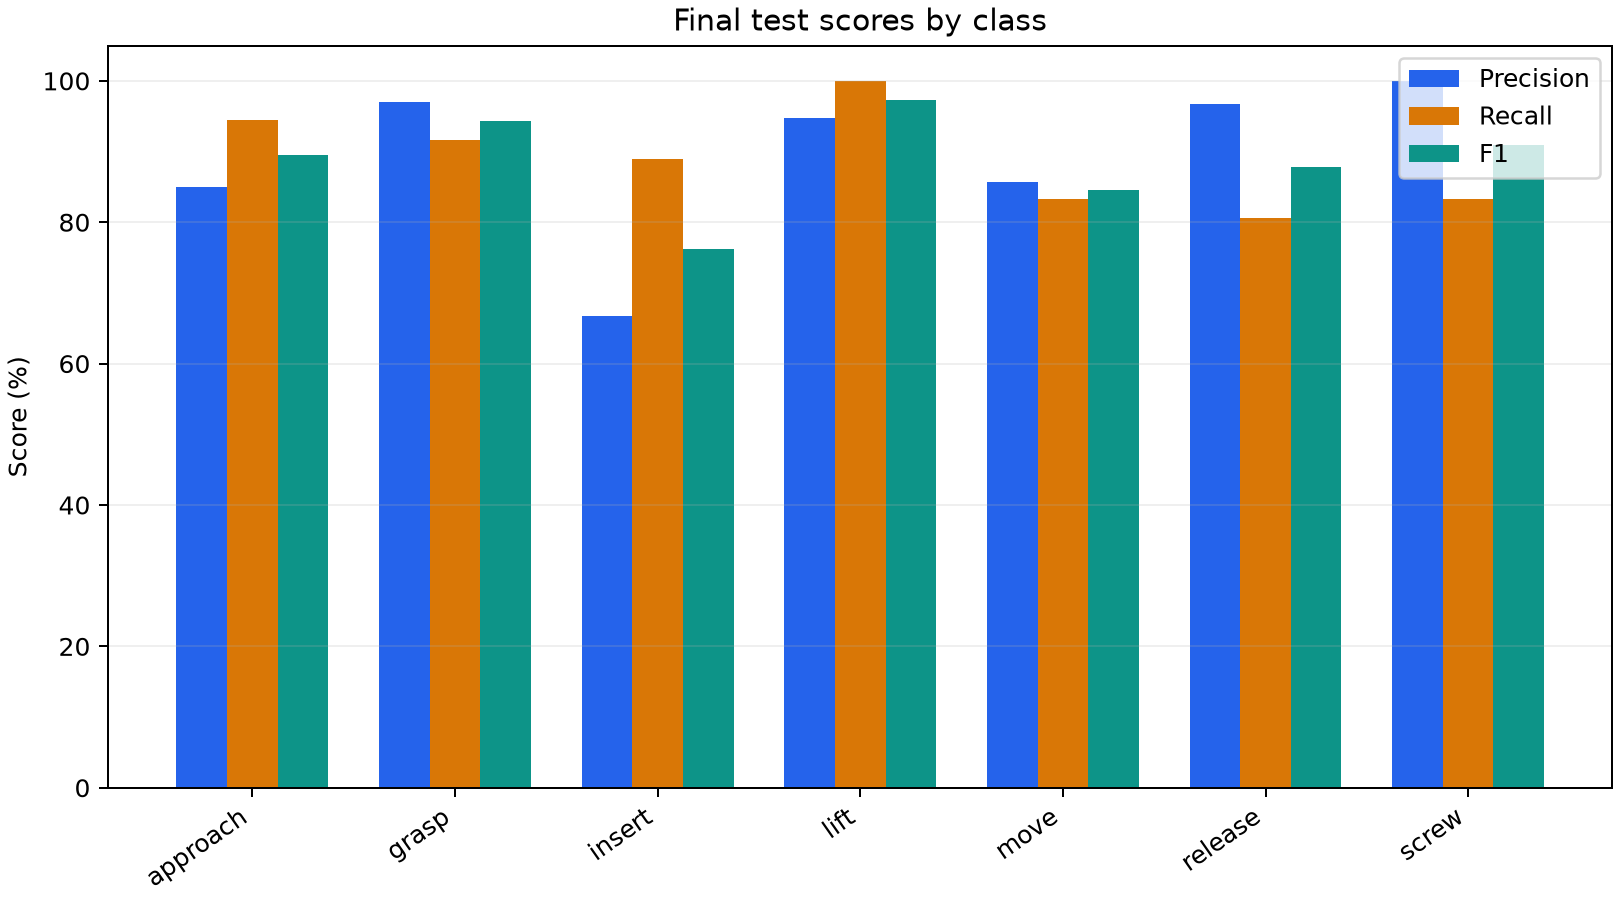 Final test scores by class
Precision
Recall
F1
Score (%)
100
80
60
40
20
0
approach
grasp
insert
lift
move
release
screw